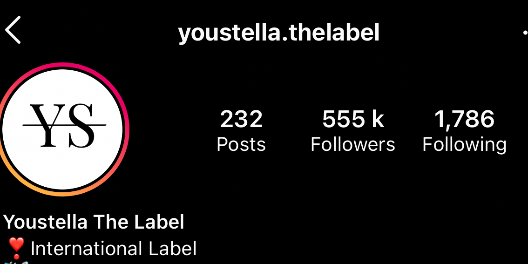 youstella.thelabel
YS
232 555 k 1,786
Posts Followers Following
Youstella The Label
❣️International Label